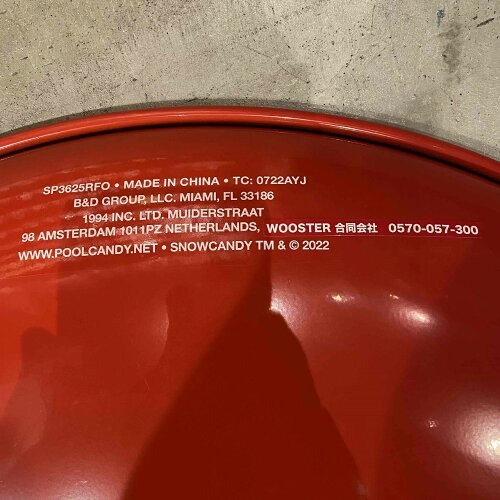 SP3625RFO • MADE IN CHINA • TC: 0722AYJ
B&D GROUP, LLC. MIAMI, FL 33186
1994 INC. LTD. MUIDERSTRAAT
98 AMSTERDAM 1011PZ NETHERLANDS, WOOSTER 合同会社 0570-057-300
WWW.POOLCANDY.NET • SNOWCANDY TM & © 2022